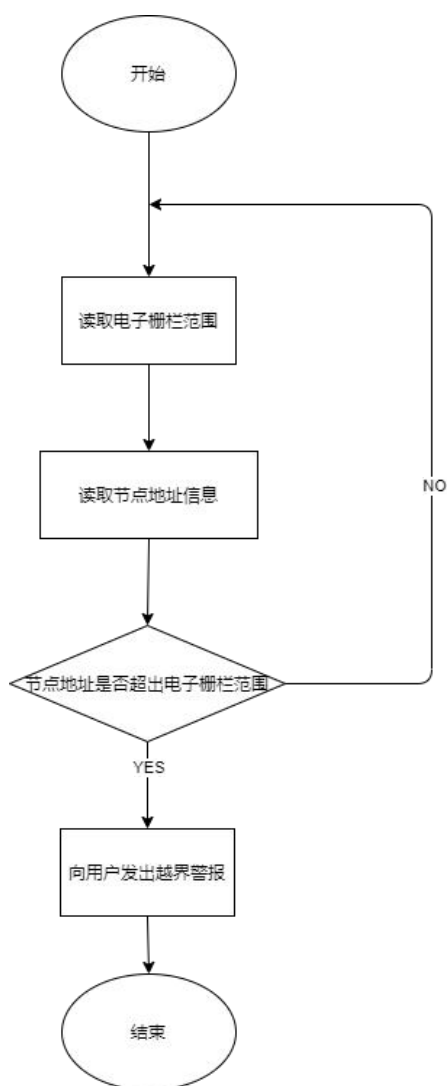 开始
读取电子栅栏范围
读取节点地址信息
NO
节点地址是否超出电子栅栏范围
YES
向用户发出越界警报
结束